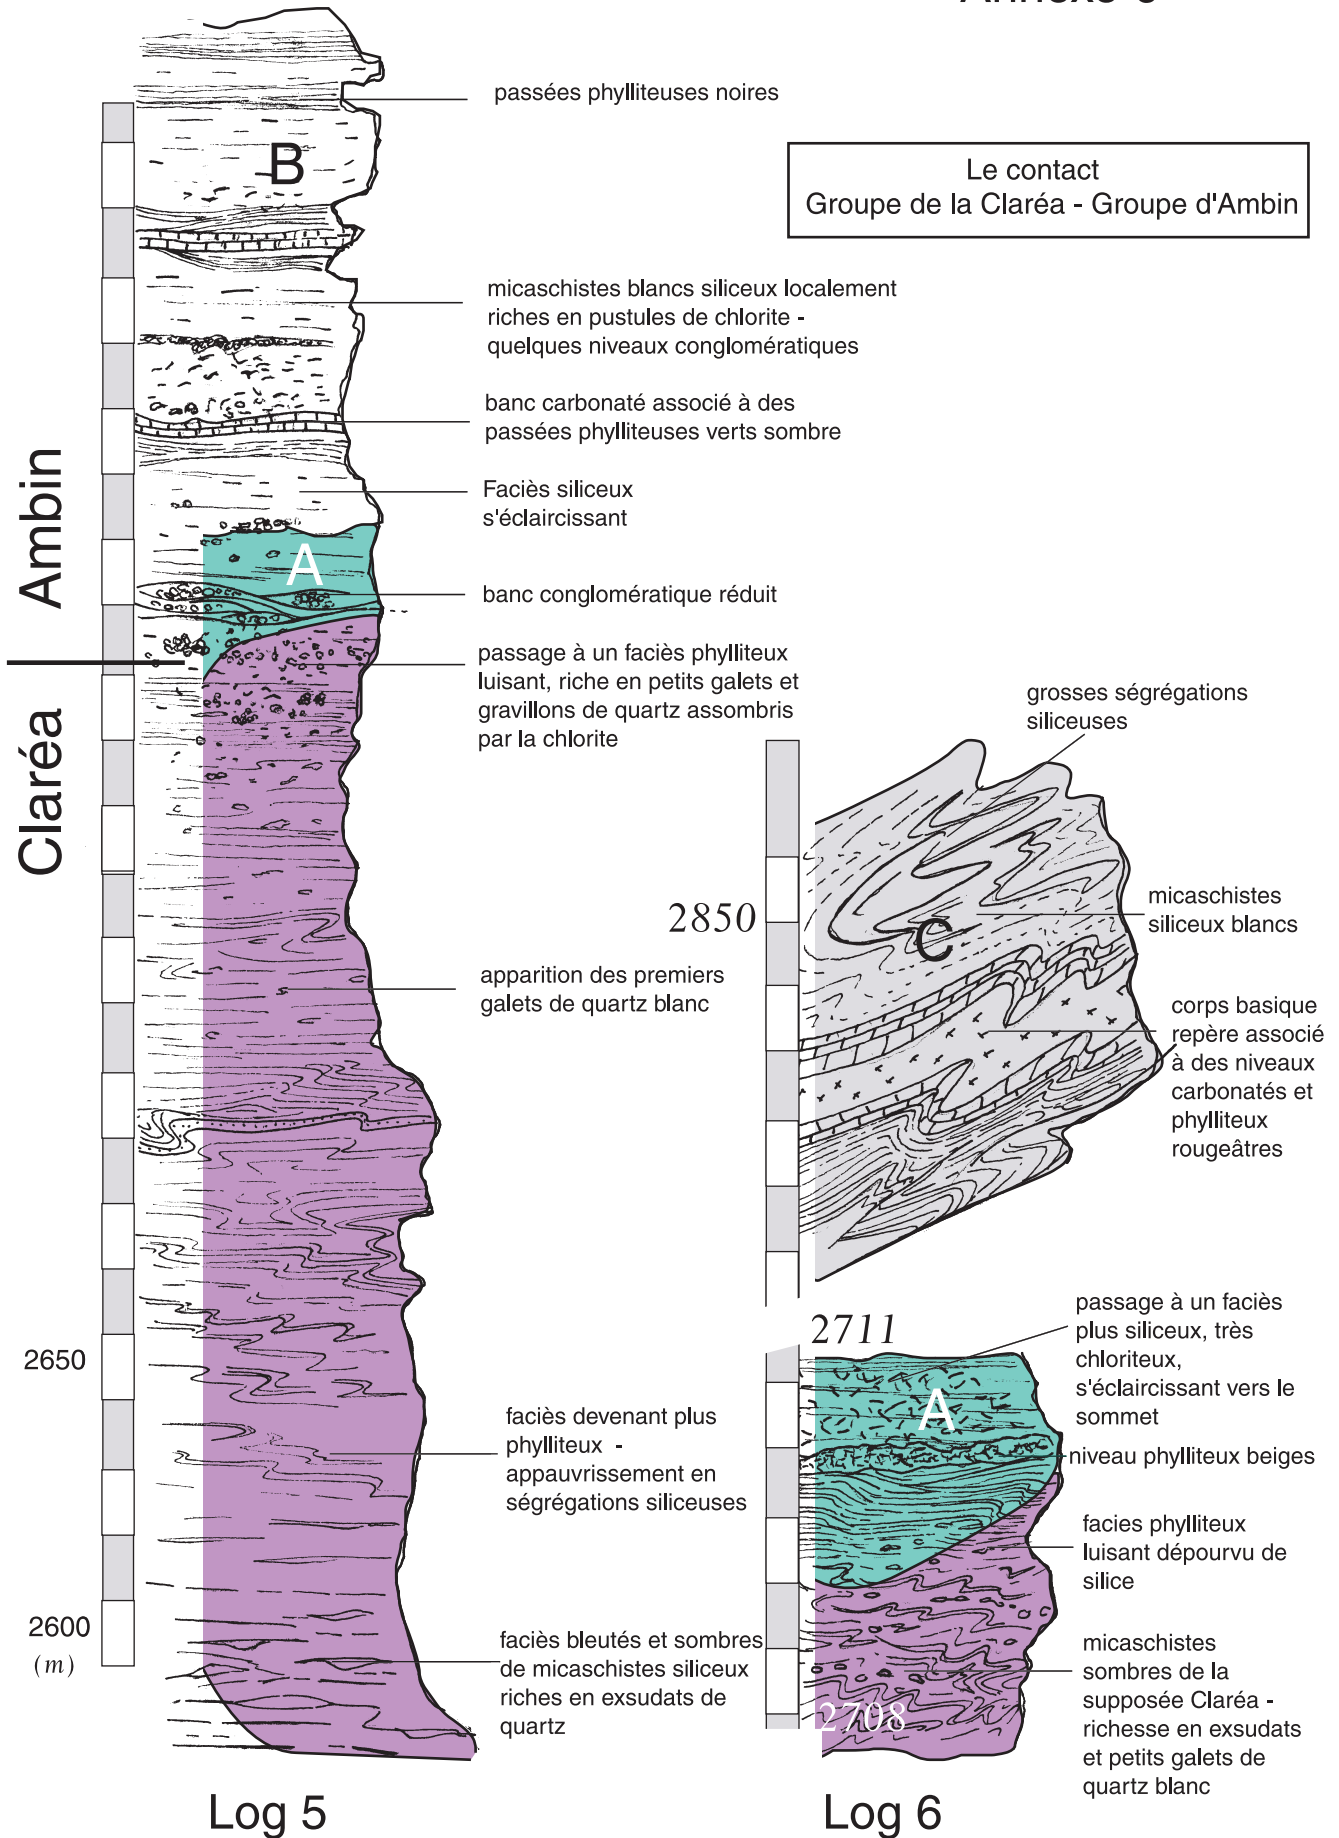 passées phylliteuses noires
B
Le contact
Groupe de la Claréa - Groupe d'Ambin
micaschistes blancs siliceux localement
riches en pustules de chlorite -
quelques niveaux conglomératiques
banc carbonaté associé à des
passées phylliteuses verts sombre
Faciès siliceux
s'éclaircissant
Ambin
A
banc conglomératique réduit
passage à un faciès phylliteux
luisant, riche en petits galets et
gravillons de quartz assombris
par la chlorite
Claréa
apparition des premiers
galets de quartz blanc
2650
faciès devenant plus
phylliteux -
appauvrissement en
ségrégations siliceuses
2600
(m)
faciès bleutés et sombres
de micaschistes siliceux
riches en exsudats de
quartz
Log 5
grosses ségrégations
siliceuses
2850
C
micaschistes
siliceux blancs
corps basique
repère associé
à des niveaux
carbonatés et
phylliteux
rougeâtres
2711
passage à un faciès
plus siliceux, très
chloriteux,
s'éclaircissant vers le
sommet
A
niveau phylliteux beiges
facies phylliteux
luisant dépourvu de
silice
micaschistes
sombres de la
supposée Claréa -
richesse en exsudats
et petits galets de
quartz blanc
2708
Log 6